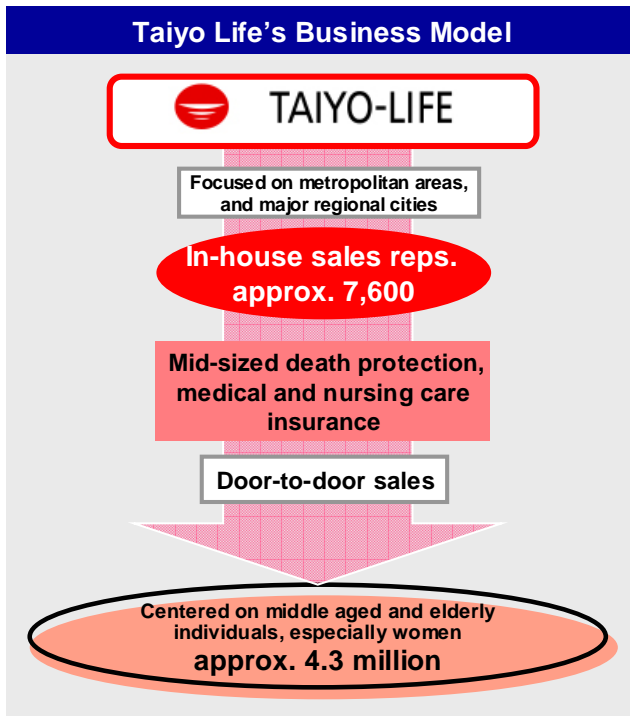 Taiyo Life's Business Model
TAIYO-LIFE
Focused on metropolitan areas,
and major regional cities
In-house sales reps.
approx. 7,600
Mid-sized death protection,
medical and nursing care
insurance
Door-to-door sales
Centered on middle aged and elderly
individuals, especially women
approx. 4.3 million